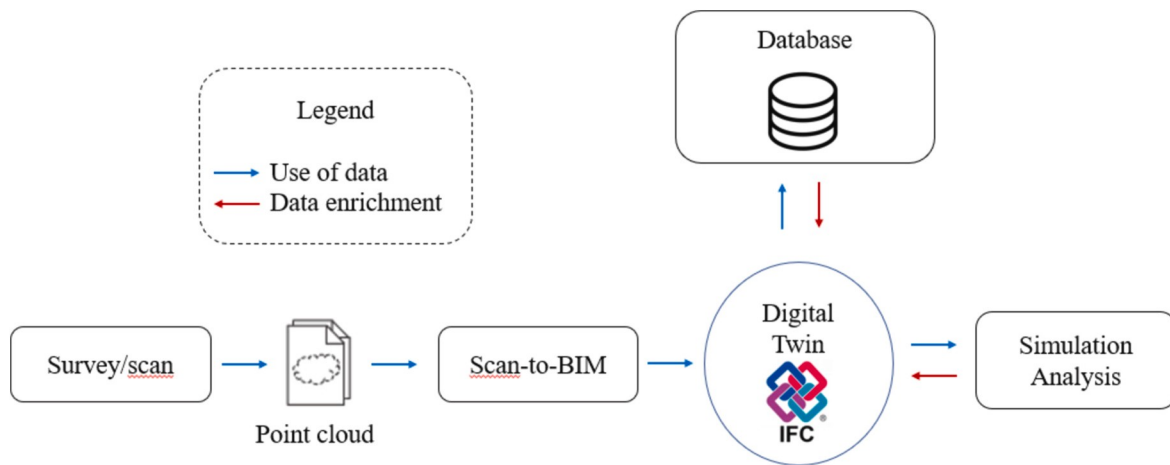 Database
Legend
Use of data
Data enrichment
Digital
Twin
IFC
®
Survey/scan
Scan-to-BIM
Simulation
Analysis
Point cloud